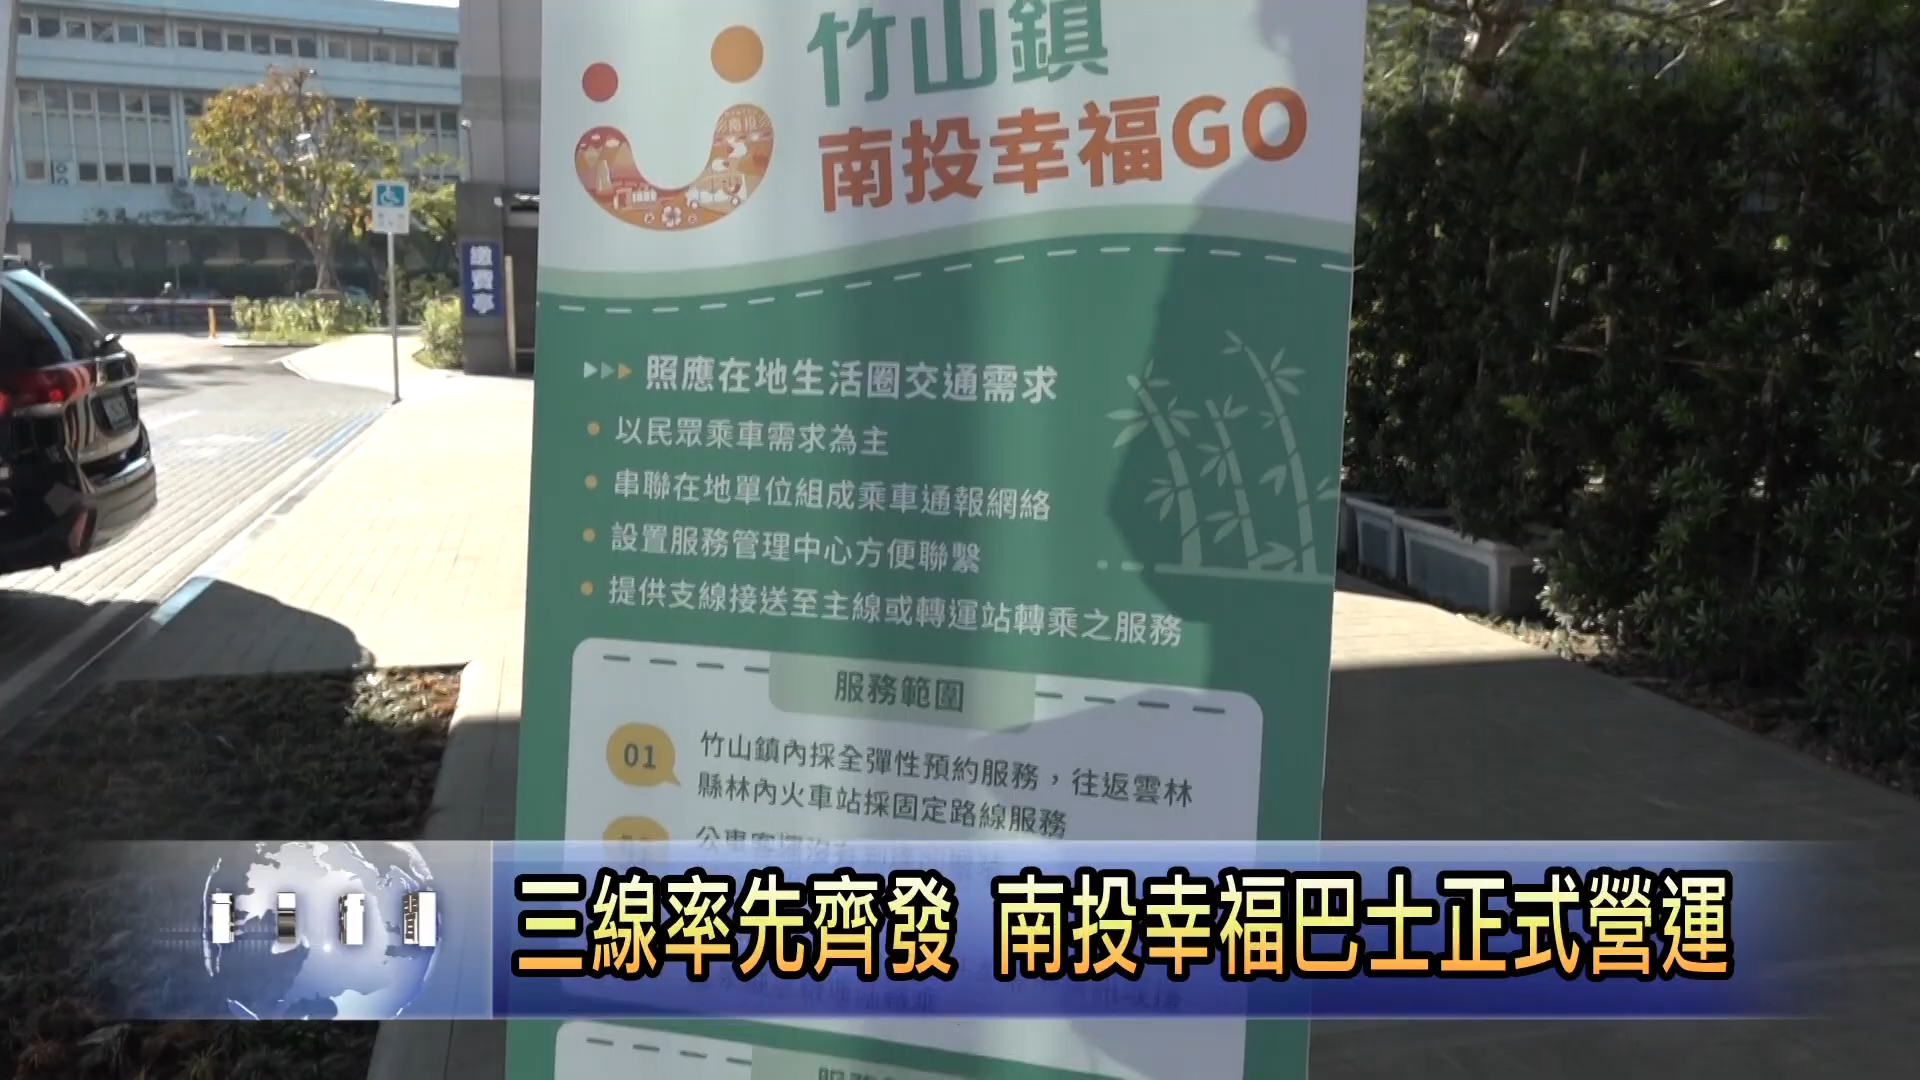 竹山鎮
南投幸福GO
南投
繳費亭
照應在地生活圈交通需求
以民眾乘車需求為主
串聯在地單位組成乘車通報網絡
設置服務管理中心方便聯繫
提供支線接送至主線或轉運站轉乘之服務
服務範圍
01
竹山鎮內採全彈性預約服務，往返雲林
縣林內火車站採固定路線服務
三線率先齊發 南投幸福巴士正式營運